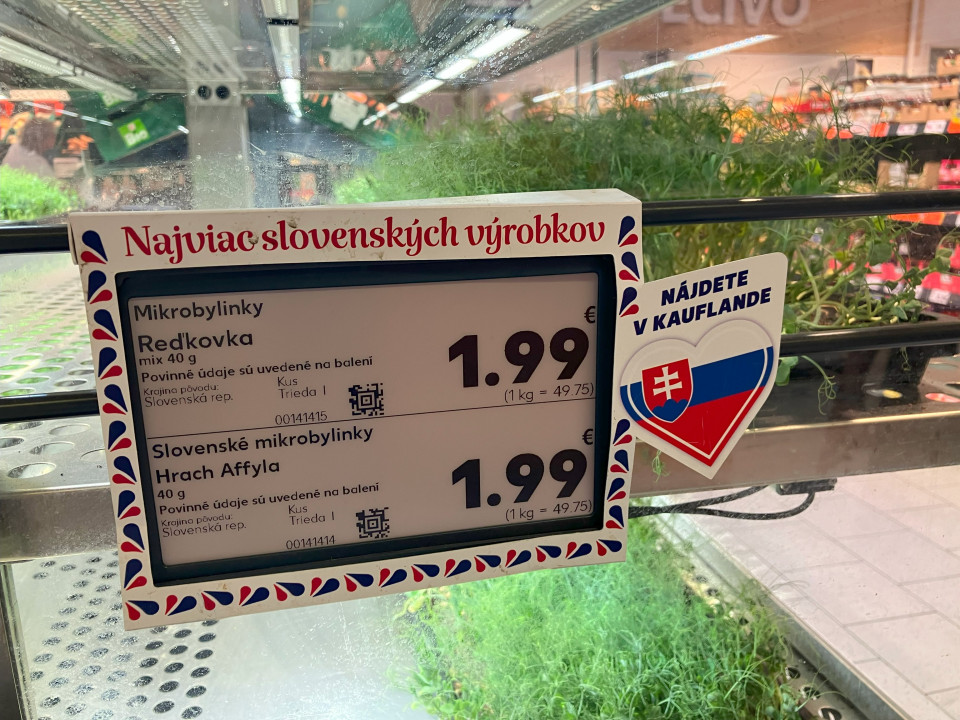 ECIVO
Najviac slovenských výrobkov
Mikrobylinky
Reďkovka
mix 40 g
Povinné údaje sú uvedené na balení
Krajina pôvodu:
Slovenská rep.
Kus
Trieda I
00141415
€
1.99
(1 kg = 49.75)
Slovenské mikrobylinky
Hrach Affyla
40 g
Povinné údaje sú uvedené na balení
Krajina pôvodu:
Slovenská rep.
Kus
Trieda I
00141414
€
1.99
(1 kg = 49.75)
NÁJDETE
V KAUFLANDE